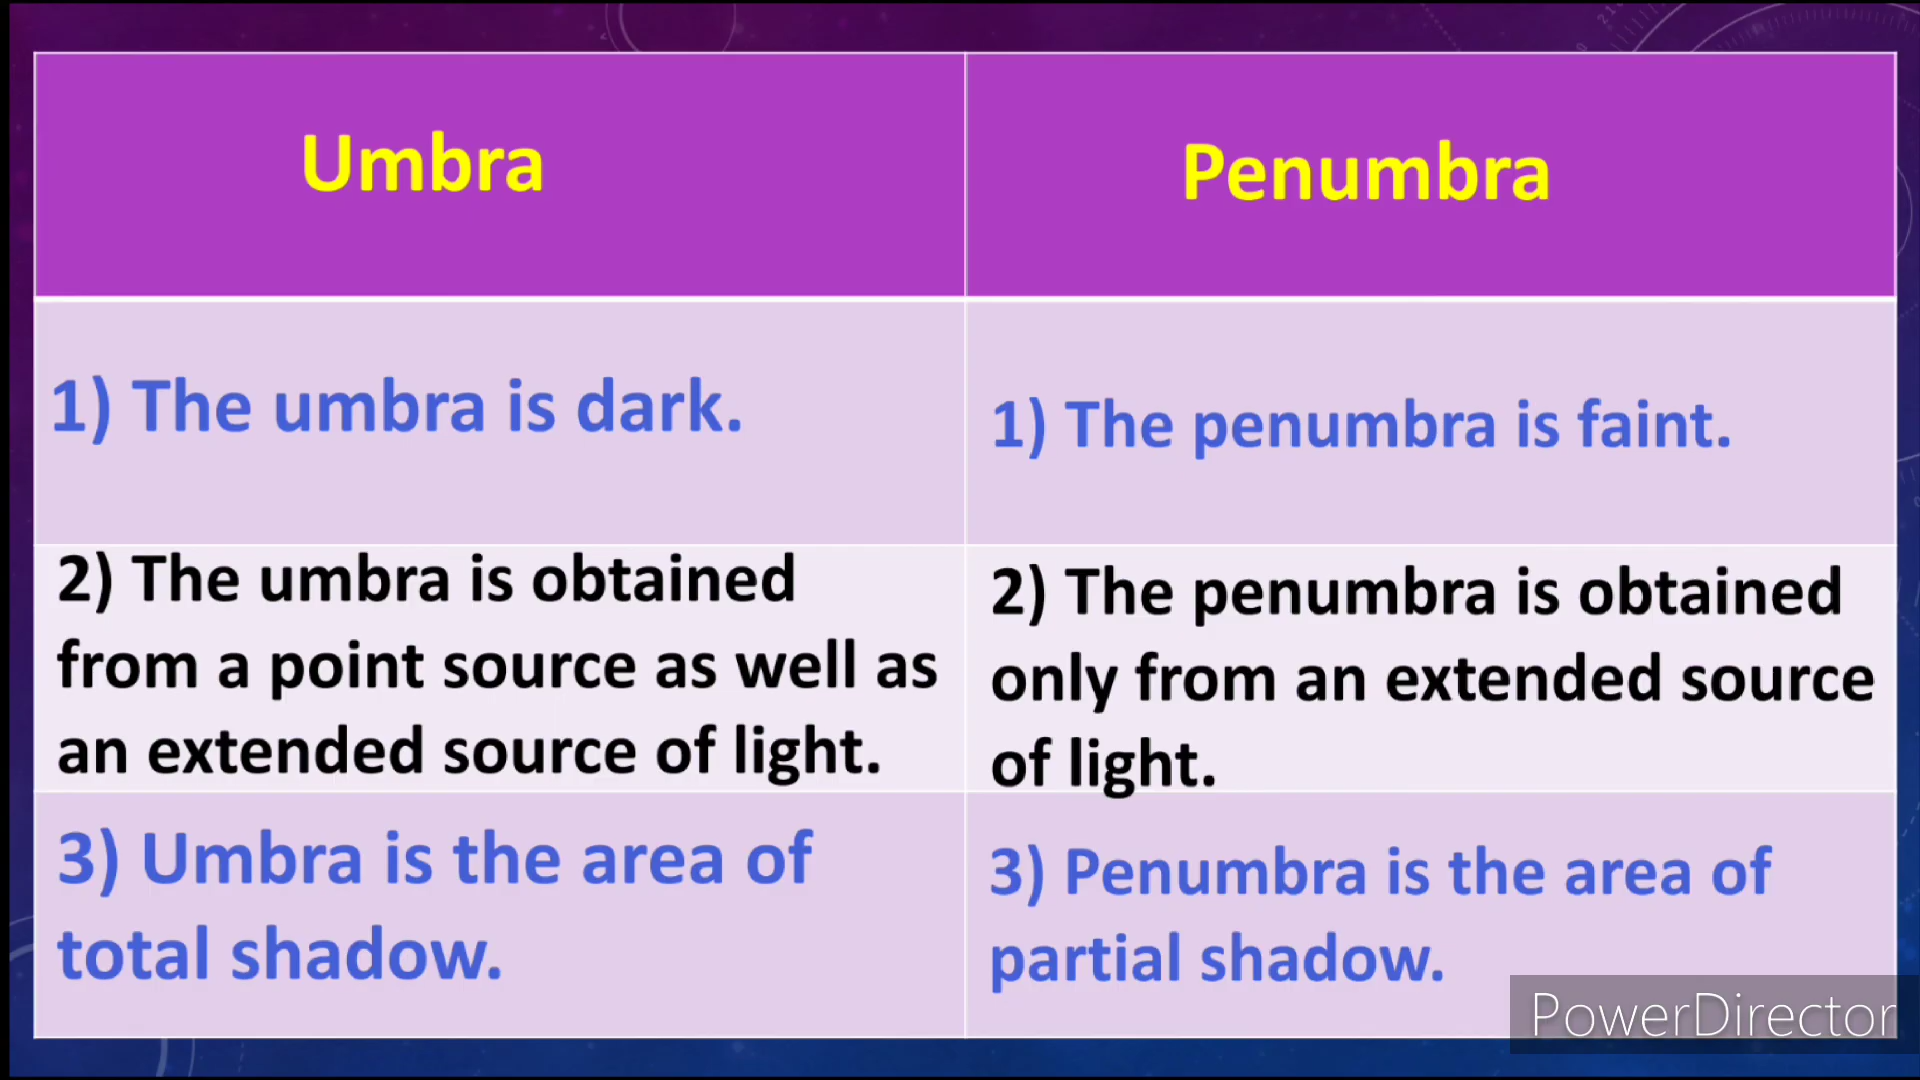 Umbra
Penumbra
1) The umbra is dark.
1) The penumbra is faint.
2) The umbra is obtained
from a point source as well as
an extended source of light.
2) The penumbra is obtained
only from an extended source
of light.
3) Umbra is the area of
total shadow.
3) Penumbra is the area of
partial shadow.
PowerDirector